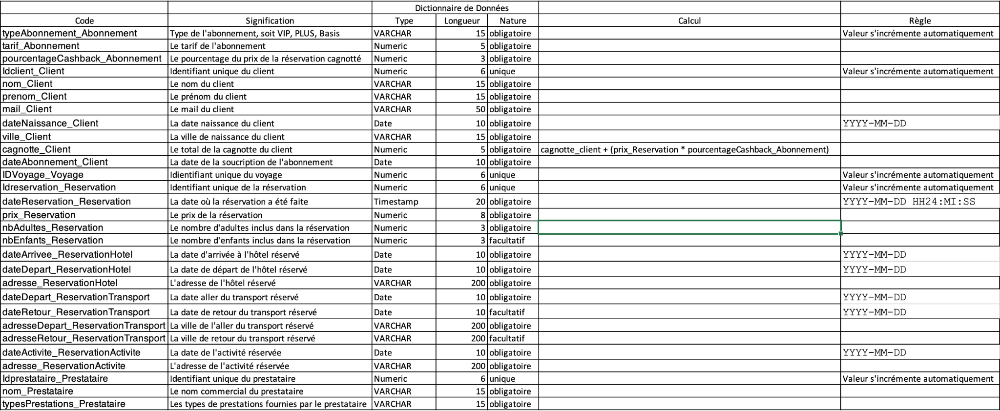 Dictionnaire de Données
Code Signification Type Longueur Nature Calcul Règle
typeAbonnement_Abonnement Type de l'abonnement, soit VIP, PLUS, Basis VARCHAR 15 obligatoire Valeur s'incrémente automatiquement
tarif_Abonnement Le tarif de l'abonnement Numeric 5 obligatoire
pourcentageCashback_Abonnement Le pourcentage du prix de la réservation cagnotté Numeric 3 obligatoire
Idclient_Client Identifiant unique du client Numeric 6 unique Valeur s'incrémente automatiquement
nom_Client Le nom du client VARCHAR 15 obligatoire
prenom_Client Le prénom du client VARCHAR 15 obligatoire
mail_Client Le mail du client VARCHAR 50 obligatoire
dateNaissance_Client La date naissance du client Date 10 obligatoire YYYY-MM-DD
ville_Client La ville de naissance du client VARCHAR 15 obligatoire
cagnotte_Client Le total de la cagnotte du client Numeric 5 obligatoire cagnotte_client + (prix_Reservation * pourcentageCashback_Abonnement)
dateAbonnement_Client La date de la soucription de l'abonnement Date 10 obligatoire
IDVoyage_Voyage Idientifiant unique du voyage Numeric 6 unique Valeur s'incrémente automatiquement
Idreservation_Reservation Identifiant unique de la réservation Numeric 6 unique Valeur s'incrémente automatiquement
dateReservation_Reservation La date où la réservation a été faite Timestamp 20 obligatoire YYYY-MM-DD HH24:MI:SS
prix_Reservation Le prix de la réservation Numeric 8 obligatoire
nbAdultes_Reservation Le nombre d'adultes inclus dans la réservation Numeric 3 obligatoire
nbEnfants_Reservation Le nombre d'enfants inclus dans la réservation Numeric 3 facultatif
dateArrivee_ReservationHotel La date d'arrivée à l'hôtel réservé Date 10 obligatoire YYYY-MM-DD
dateDepart_ReservationHotel La date de départ de l'hôtel réservé Date 10 obligatoire YYYY-MM-DD
adresse_ReservationHotel L'adresse de l'hôtel réservé VARCHAR 200 obligatoire
dateDepart_ReservationTransport La date aller du transport réservé Date 10 obligatoire YYYY-MM-DD
dateRetour_ReservationTransport La date de retour du transport réservé Date 10 facultatif YYYY-MM-DD
adresseDepart_ReservationTransport La ville de l'aller du transport réservé VARCHAR 200 obligatoire
adresseRetour_ReservationTransport La ville de retour du transport réservé VARCHAR 200 facultatif
dateActivite_ReservationActivite La date de l'activité réservée Date 10 obligatoire YYYY-MM-DD
adresse_ReservationActivite L'adresse de l'activité réservée VARCHAR 200 obligatoire
Idprestataire_Prestataire Identifiant unique du prestataire Numeric 6 unique Valeur s'incrémente automatiquement
nom_Prestataire Le nom commercial du prestataire VARCHAR 15 obligatoire
typesPrestations_Prestataire Les types de prestations fournies par le prestataire VARCHAR 15 obligatoire